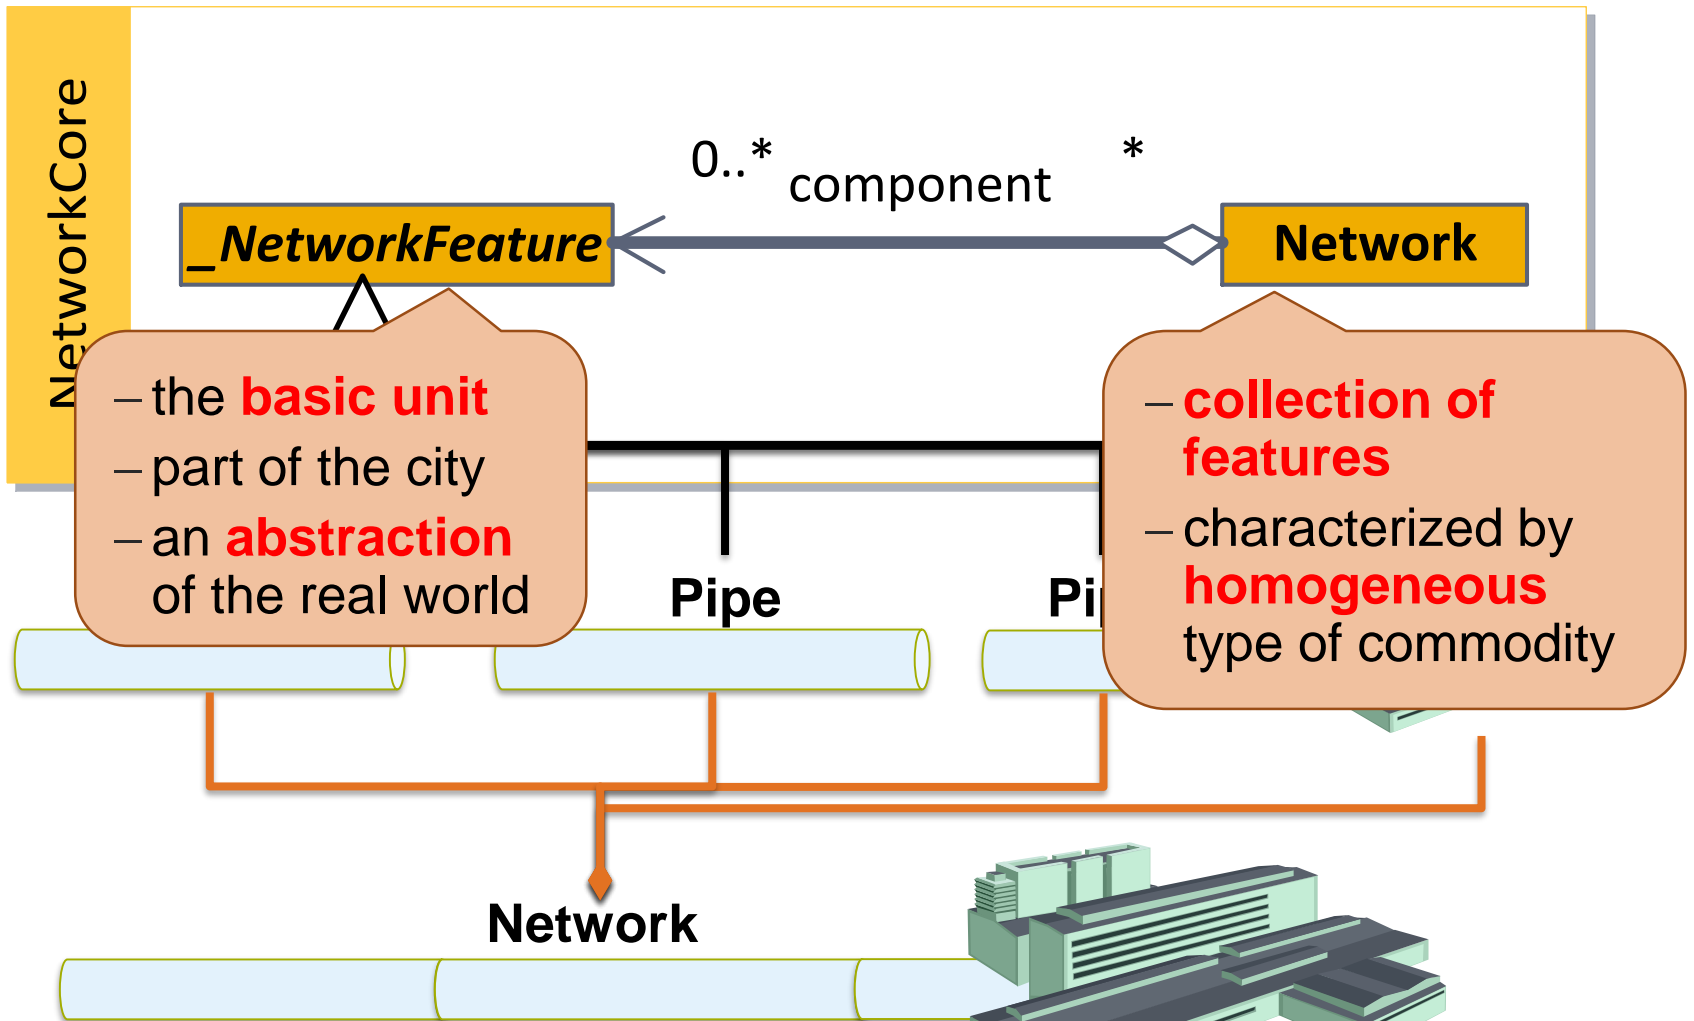 NetworkCore
0..*
component
*
_NetworkFeature
Network
– the basic unit
– part of the city
– an abstraction
of the real world
– collection of
features
– characterized by
homogeneous
type of commodity
Pipe
Network